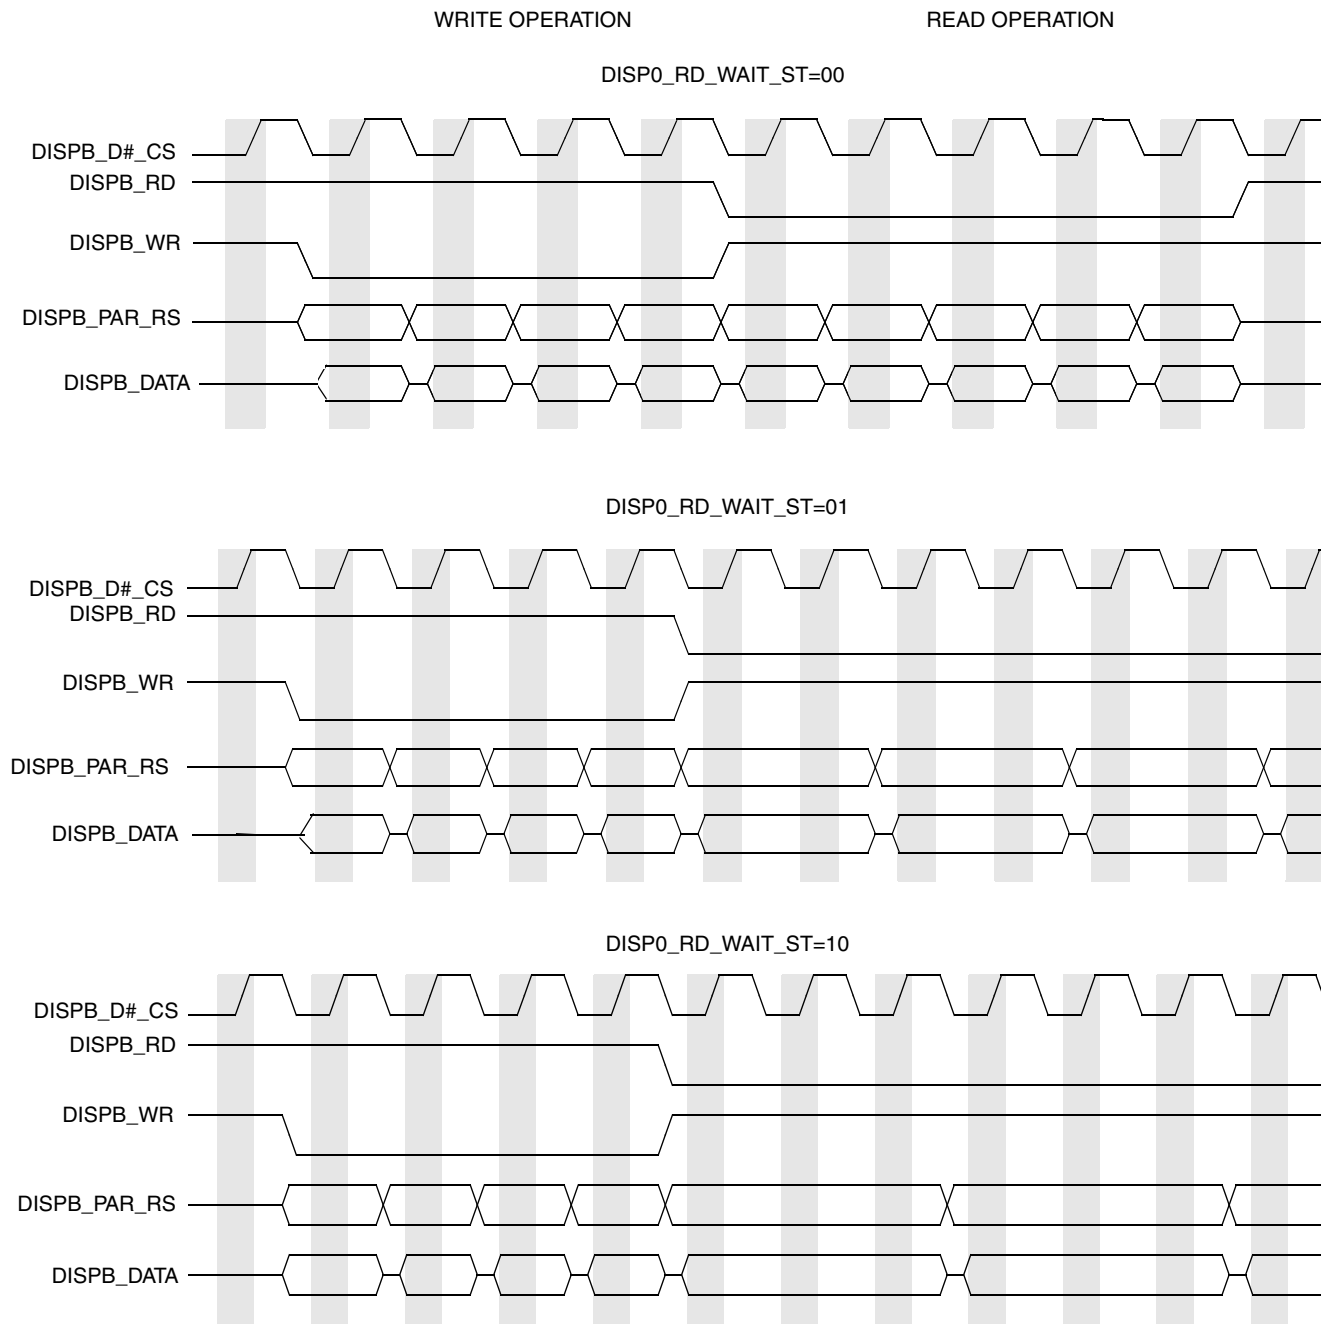 WRITE OPERATION
READ OPERATION
DISP0_RD_WAIT_ST=00
DISPB_D#_CS
DISPB_RD
DISPB_WR
DISPB_PAR_RS
DISPB_DATA
DISP0_RD_WAIT_ST=01
DISPB_D#_CS
DISPB_RD
DISPB_WR
DISPB_PAR_RS
DISPB_DATA
DISP0_RD_WAIT_ST=10
DISPB_D#_CS
DISPB_RD
DISPB_WR
DISPB_PAR_RS
DISPB_DATA